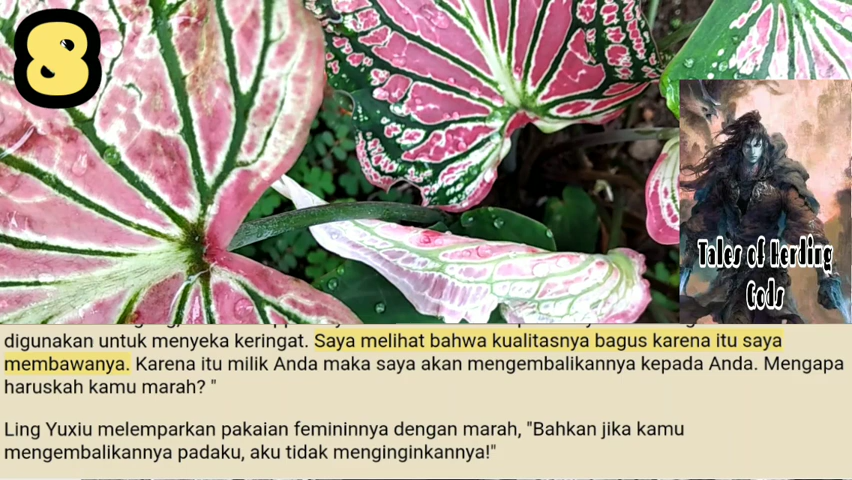 8
Tales of Herding
Gods
digunakan untuk menyeka keringat. Saya melihat bahwa kualitasnya bagus karena itu saya
membawanya. Karena itu milik Anda maka saya akan mengembalikannya kepada Anda. Mengapa
haruskah kamu marah? "
Ling Yuxiu melemparkan pakaian femininnya dengan marah, "Bahkan jika kamu
mengembalikannya padaku, aku tidak menginginkannya!"